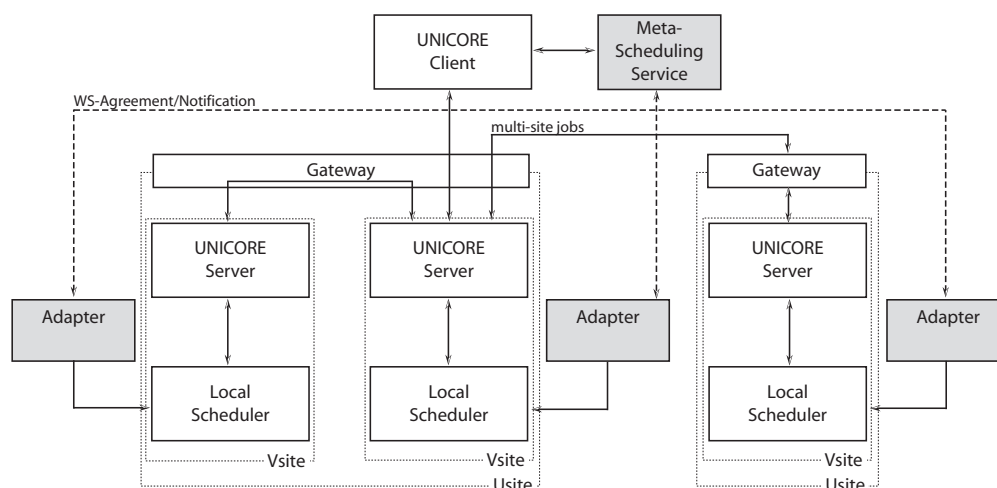 UNICORE
Client
Meta-
Scheduling
Service
WS-Agreement/Notification
multi-site jobs
Gateway
Gateway
UNICORE
Server
UNICORE
Server
UNICORE
Server
Adapter
Adapter
Adapter
Local
Scheduler
Local
Scheduler
Local
Scheduler
Vsite
Vsite
Vsite
Usite
Usite